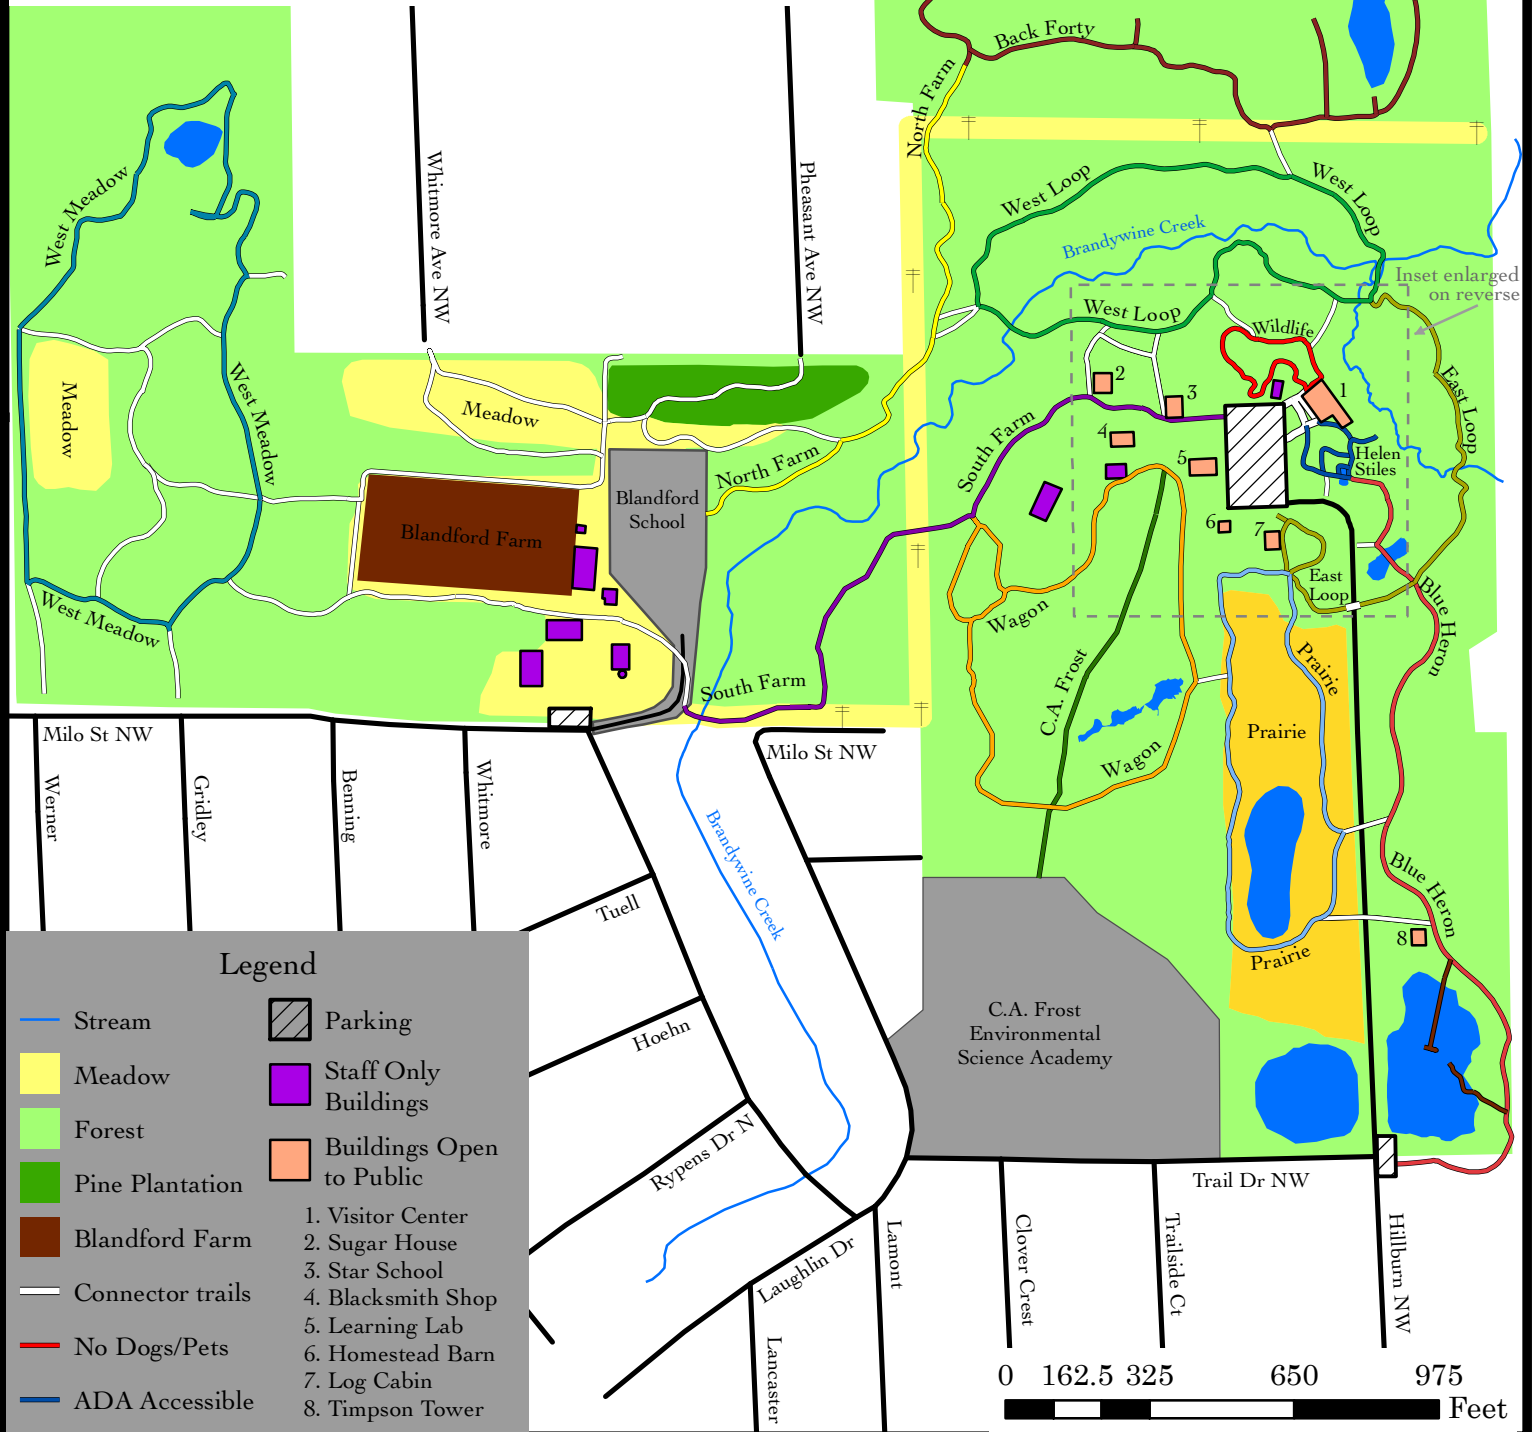 Back Forty
North Farm
West Loop
West Loop
Brandywine Creek
Inset enlarged
on reverse
West Meadow
Whitmore Ave NW
Pheasant Ave NW
West Loop
Wildlife
1
2
3
4
5
6
7
East Loop
Meadow
West Meadow
Meadow
South Farm
Helen
Stiles
North Farm
Blandford
School
Blandford Farm
East
Loop
West Meadow
Wagon
Blue Heron
C.A. Frost
Prairie
South Farm
Prairie
Wagon
Milo St NW
Milo St NW
Werner
Gridley
Benning
Whitmore
Brandywine Creek
Blue Heron
8
Prairie
Tuell
Hoehn
Rypens Dr N
C.A. Frost
Environmental
Science Academy
Trail Dr NW
Laughlin Dr
Lamont
Lancaster
Clover Crest
Trailside Ct
Hillburn NW
Legend
Stream
Meadow
Forest
Pine Plantation
Blandford Farm
Connector trails
No Dogs/Pets
ADA Accessible
Parking
Staff Only
Buildings
Buildings Open
to Public
1. Visitor Center
2. Sugar House
3. Star School
4. Blacksmith Shop
5. Learning Lab
6. Homestead Barn
7. Log Cabin
8. Timpson Tower
0 162.5 325 650 975
Feet